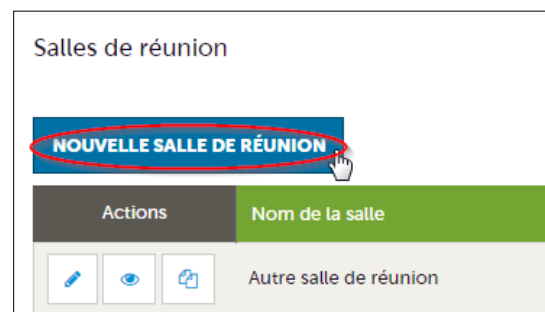 Salles de réunion
NOUVELLE SALLE DE RÉUNION
Actions Nom de la salle
Autre salle de réunion